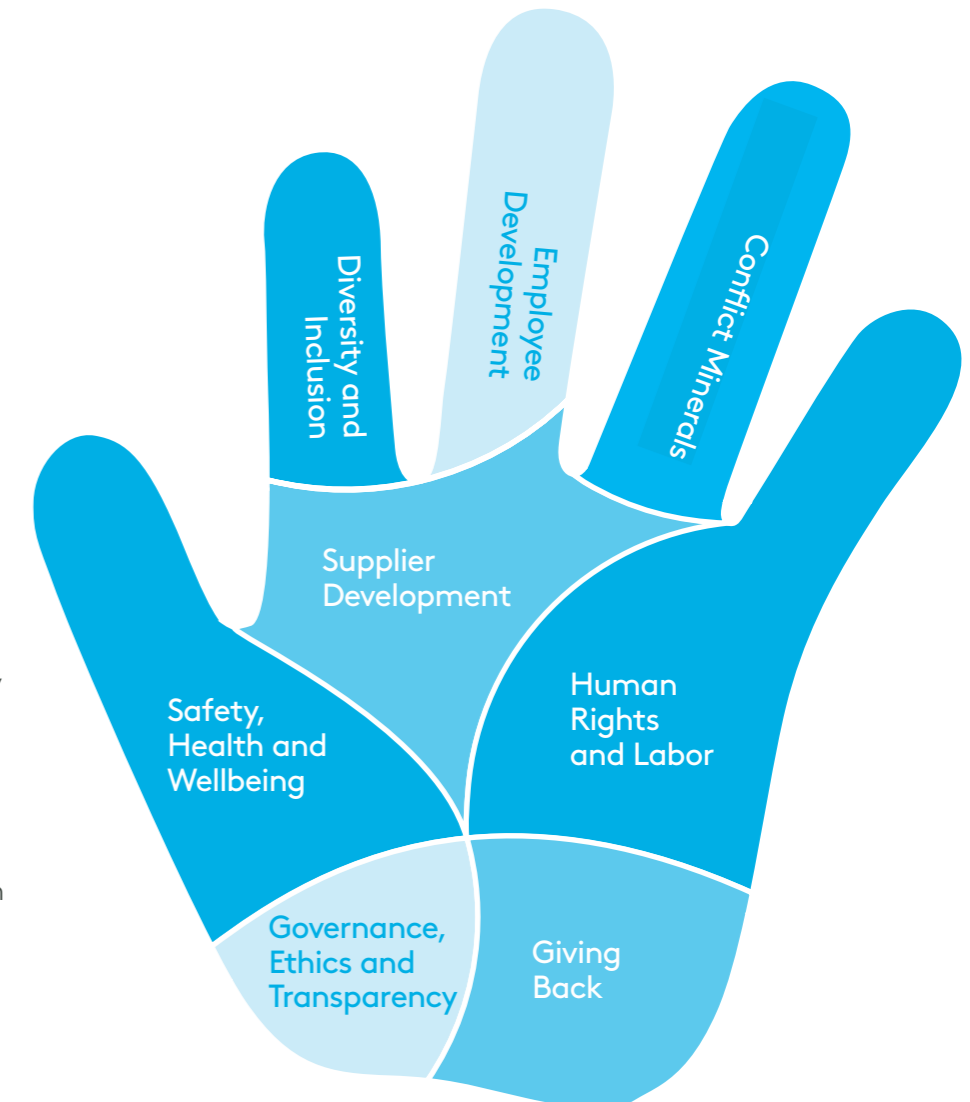 Diversity and
Inclusion
Employee
Development
Conflict Minerals
Supplier
Development
Safety,
Health and
Wellbeing
Human
Rights
and Labor
Governance,
Ethics and
Transparency
Giving
Back